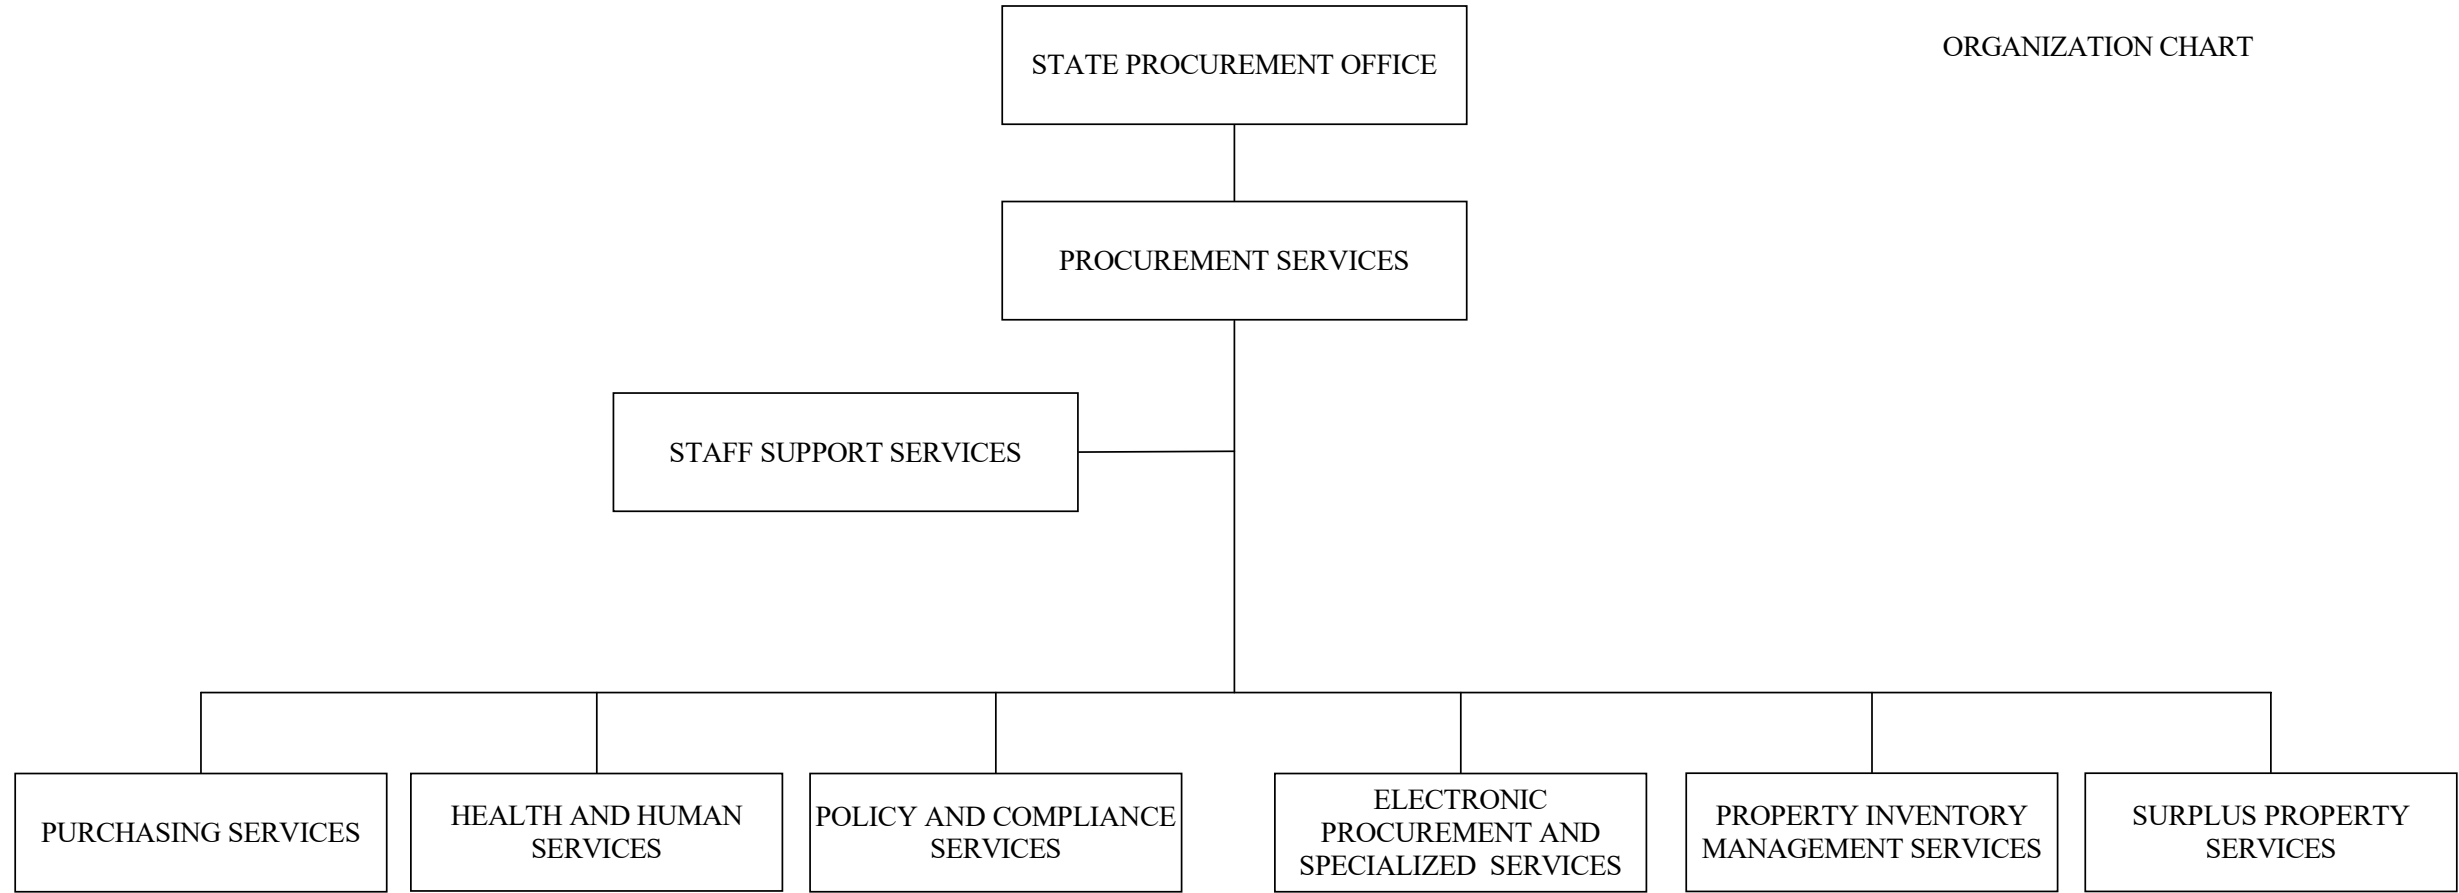 STATE PROCUREMENT OFFICE
ORGANIZATION CHART
PROCUREMENT SERVICES
STAFF SUPPORT SERVICES
PURCHASING SERVICES
HEALTH AND HUMAN
SERVICES
POLICY AND COMPLIANCE
SERVICES
ELECTRONIC
PROCUREMENT AND
SPECIALIZED  SERVICES
PROPERTY INVENTORY
MANAGEMENT SERVICES
SURPLUS PROPERTY
SERVICES